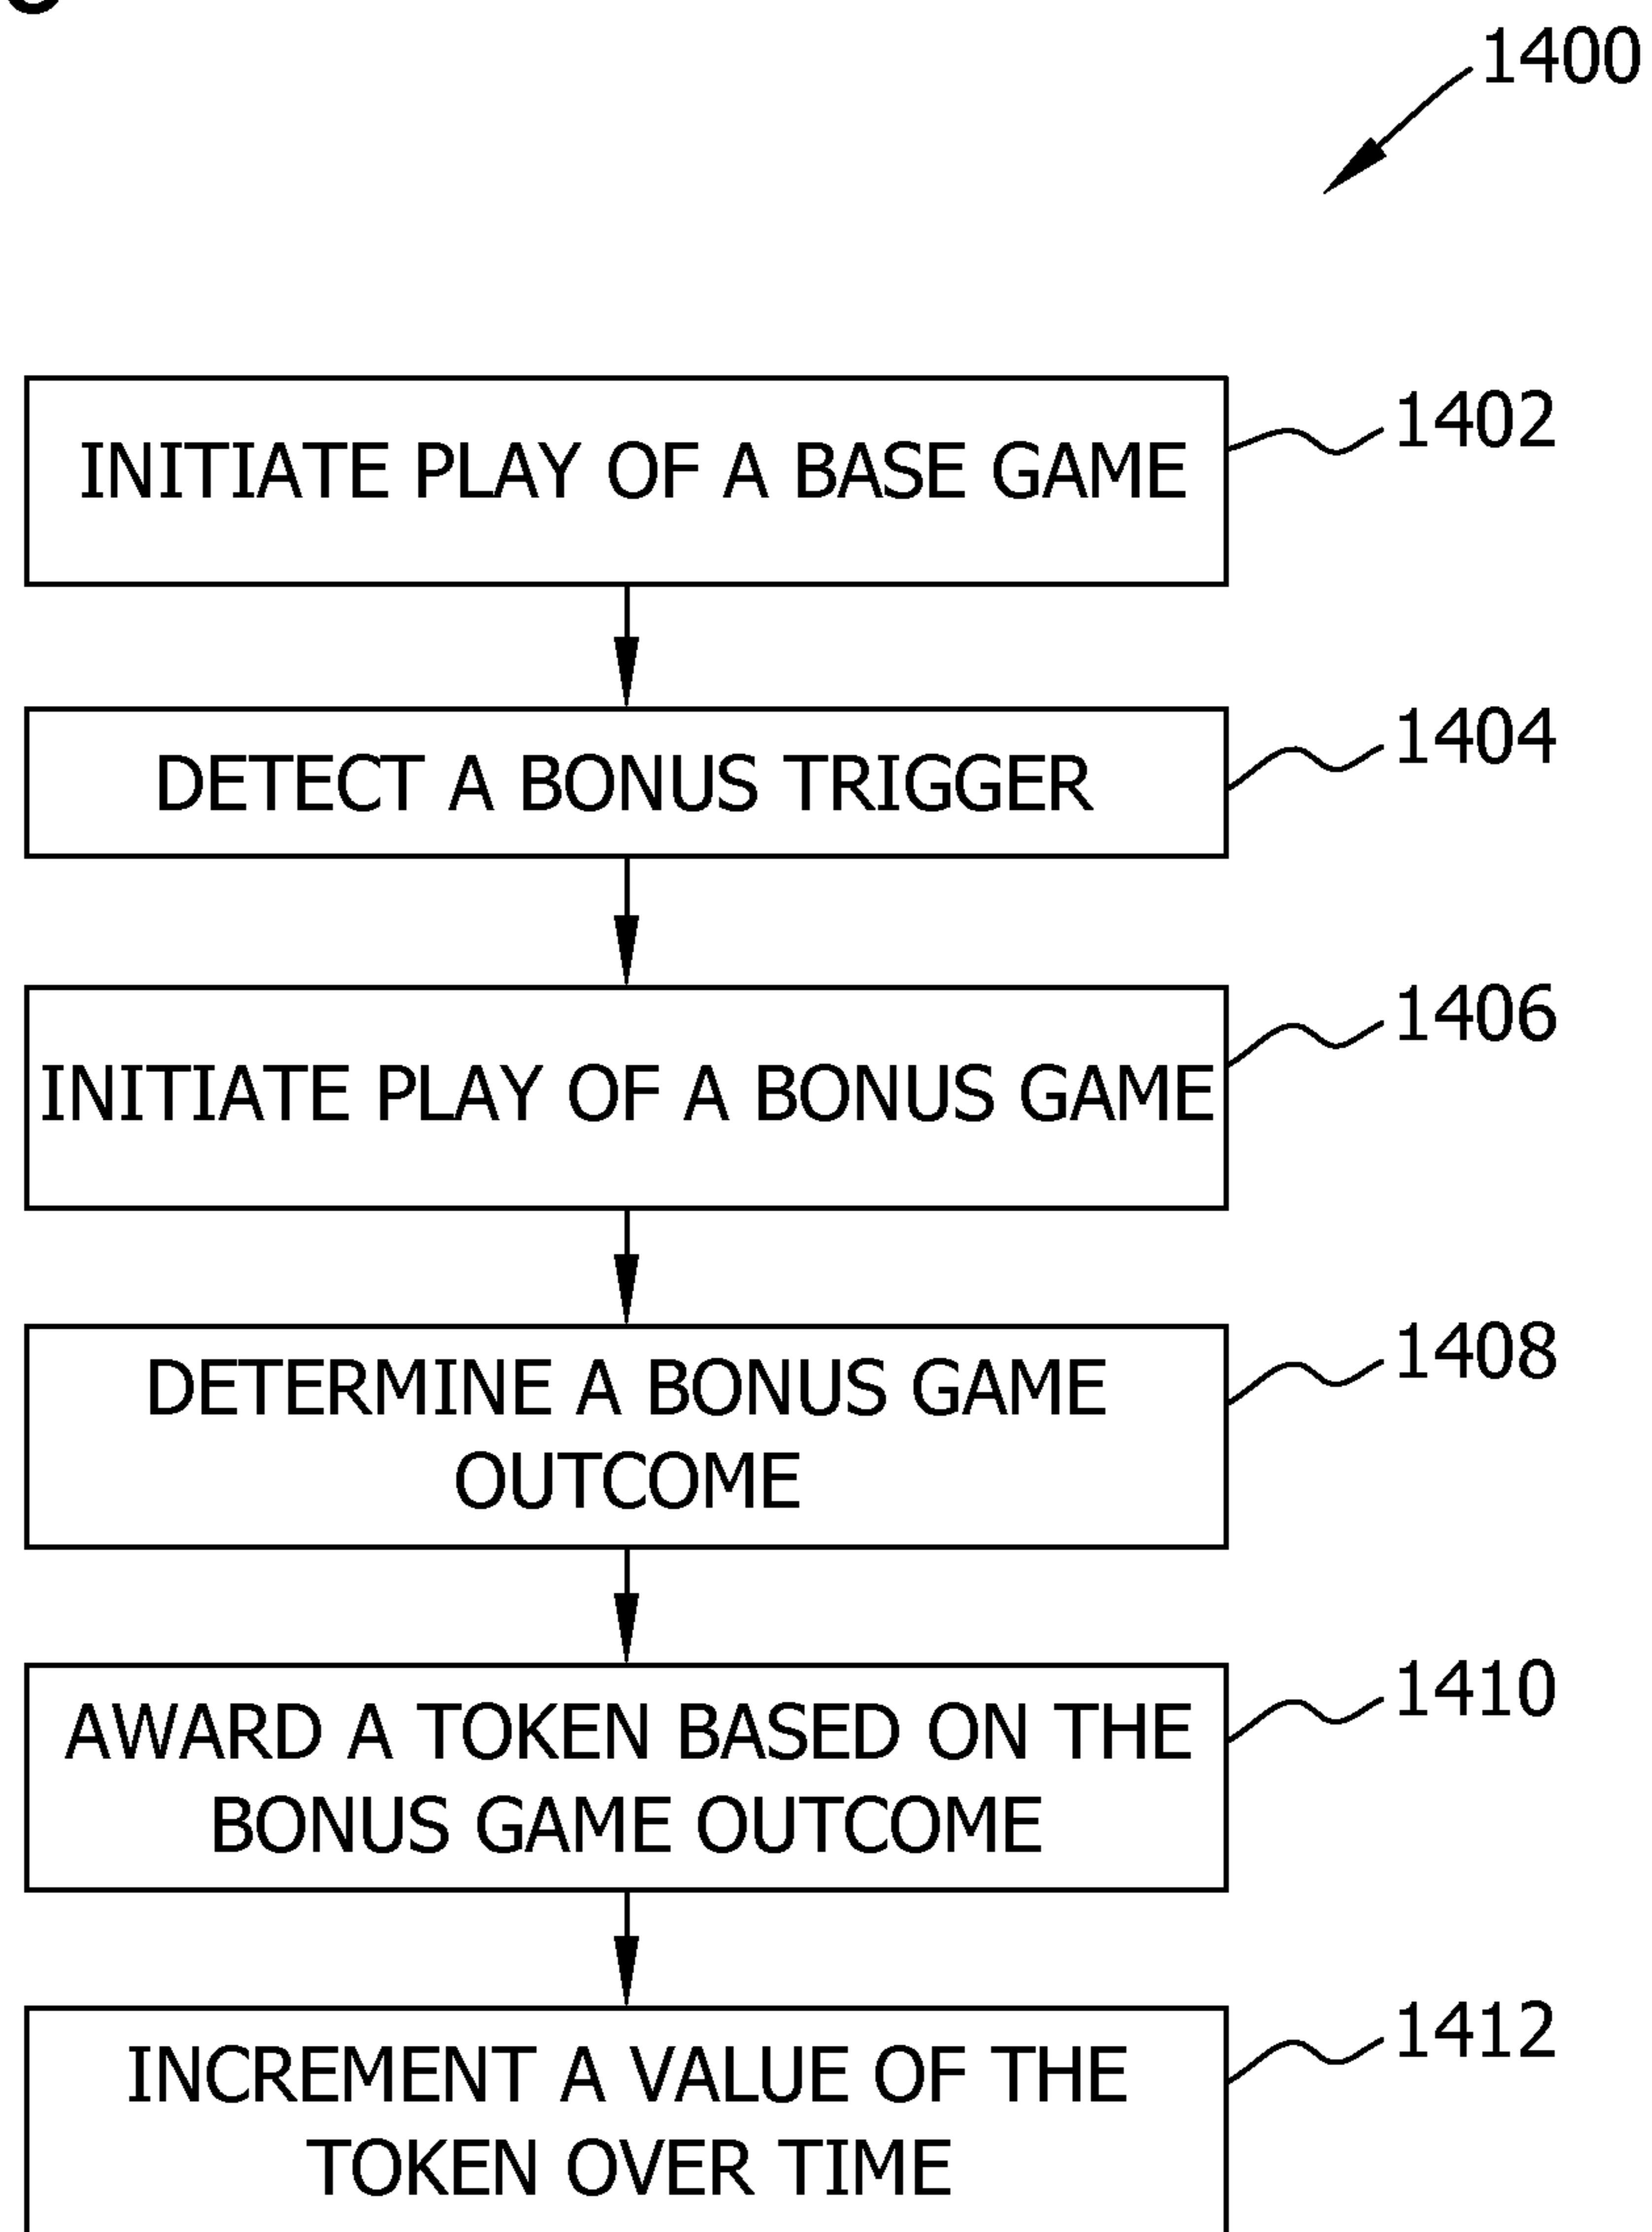 1400
INITIATE PLAY OF A BASE GAME
1402
DETECT A BONUS TRIGGER
1404
INITIATE PLAY OF A BONUS GAME
1406
DETERMINE A BONUS GAME
OUTCOME
1408
AWARD A TOKEN BASED ON THE
BONUS GAME OUTCOME
1410
INCREMENT A VALUE OF THE
TOKEN OVER TIME
1412